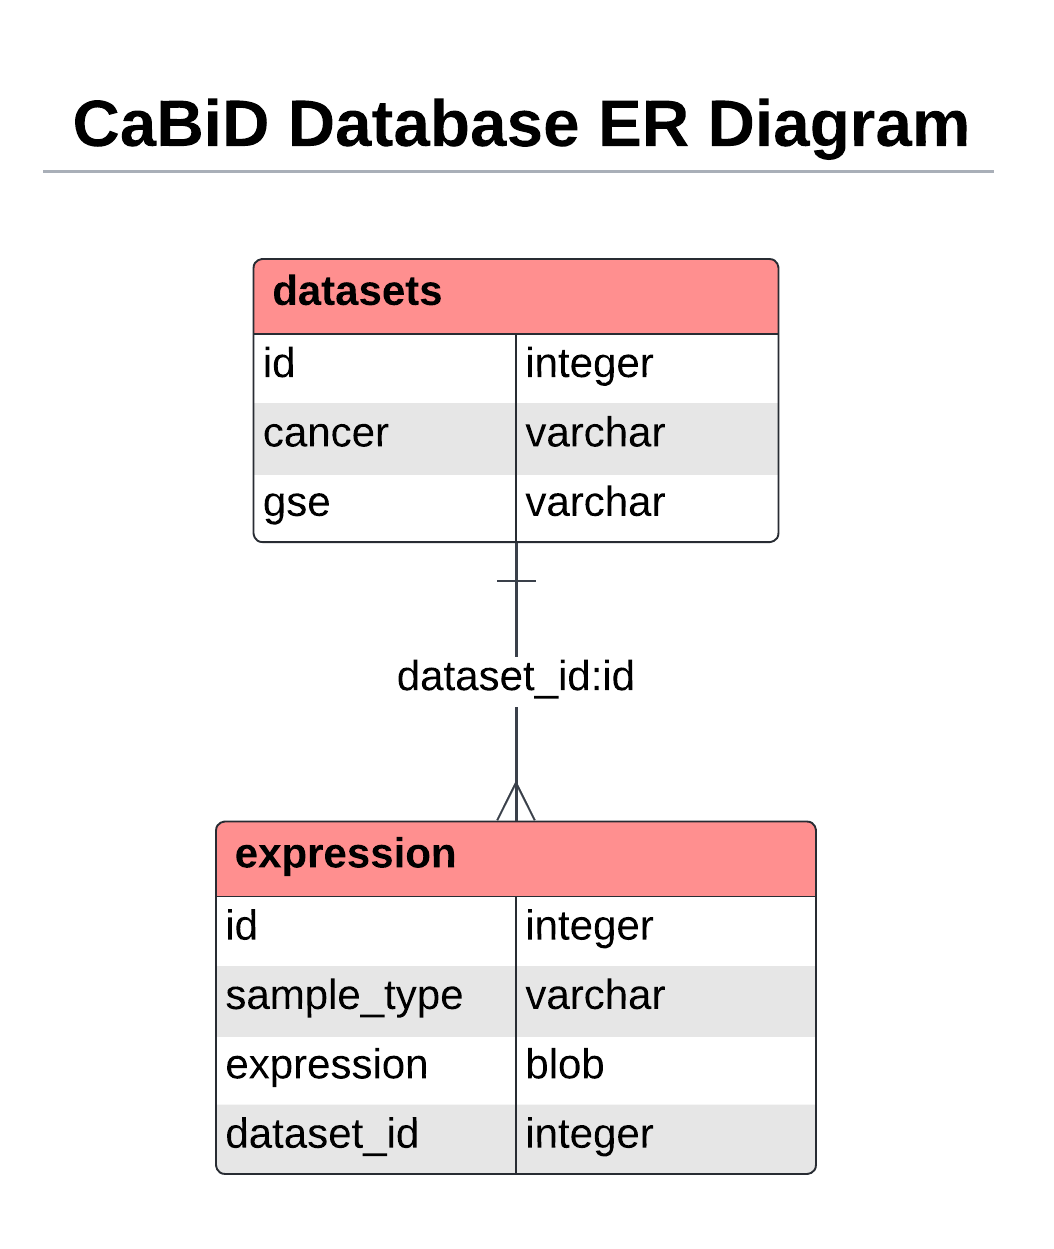 CaBiD Database ER Diagram
datasets
id integer
cancer varchar
gse varchar
dataset_id:id
expression
id integer
sample_type varchar
expression blob
dataset_id integer